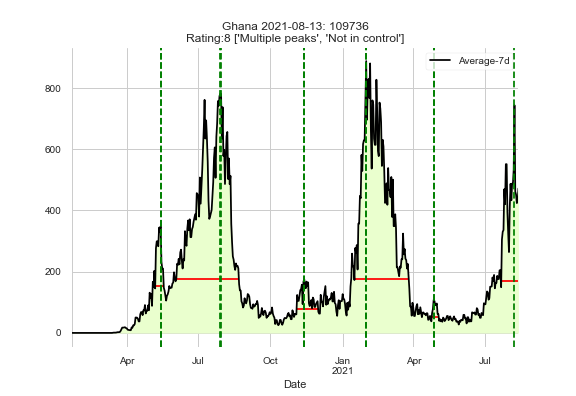 Ghana 2021-08-13: 109736
Rating:8 ['Multiple peaks', 'Not in control']
Average-7d
800
600
400
200
0
Apr
Jul
Oct
Jan
2021
Apr
Jul
Date